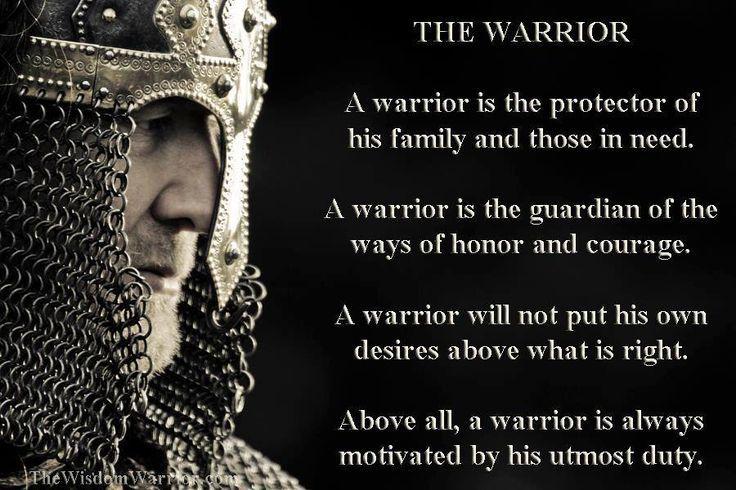 THE WARRIOR
A warrior is the protector of
his family and those in need.
A warrior is the guardian of the
ways of honor and courage.
A warrior will not put his own
desires above what is right.
Above all, a warrior is always
motivated by his utmost duty.
TheWisdomWarrior.com